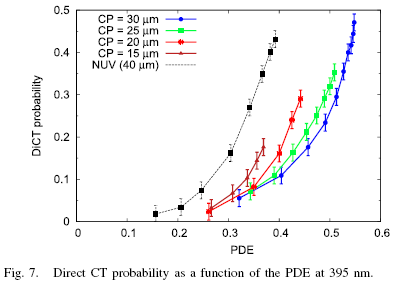 0.5
0.4
0.3
0.2
0.1
0
DiCT probability
CP = 30 μm
CP = 25 μm
CP = 20 μm
CP = 15 μm
NUV (40 μm)
0 0.1 0.2 0.3 0.4 0.5 0.6
PDE
Fig. 7. Direct CT probability as a function of the PDE at 395 nm.